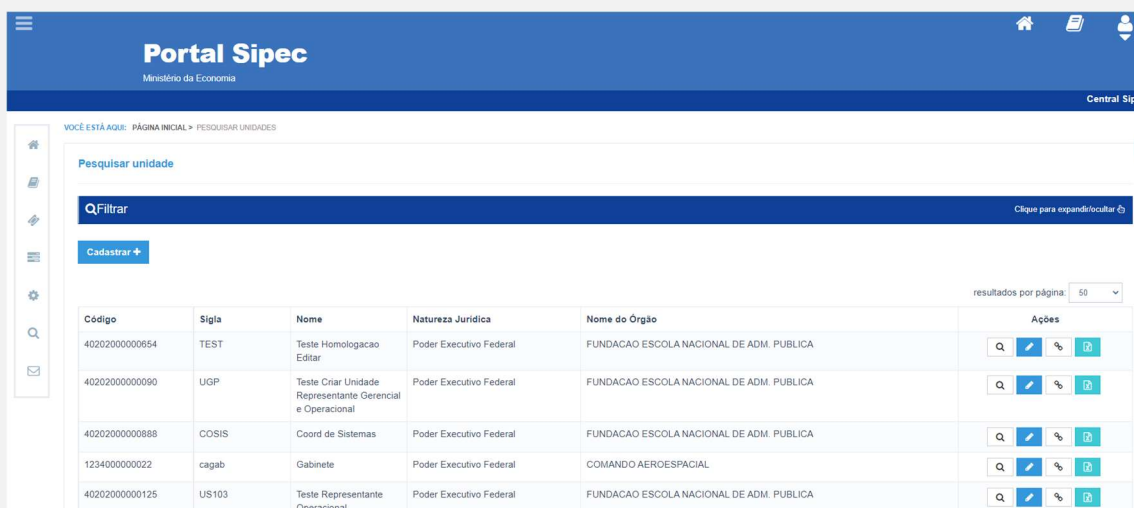 Portal Sipec
Ministério da Economia
Central Sip
VOCÊ ESTÁ AQUI: PÁGINA INICIAL > PESQUISAR UNIDADES
Pesquisar unidade
Filtrar Clique para expandir/ocultar
Cadastrar +
resultados por página: 50
Código Sigla Nome Natureza Jurídica Nome do Órgão Ações
40202000000654 TEST Teste Homologacao Poder Executivo Federal FUNDACAO ESCOLA NACIONAL DE ADM. PUBLICA
Editar
40202000000090 UGP Teste Criar Unidade Poder Executivo Federal FUNDACAO ESCOLA NACIONAL DE ADM. PUBLICA
Representante Gerencial
e Operacional
40202000000888 COSIS Coord de Sistemas Poder Executivo Federal FUNDACAO ESCOLA NACIONAL DE ADM. PUBLICA
1234000000022 cagab Gabinete Poder Executivo Federal COMANDO AEROESPACIAL
40202000000125 US103 Teste Representante Poder Executivo Federal FUNDACAO ESCOLA NACIONAL DE ADM. PUBLICA
Operacional